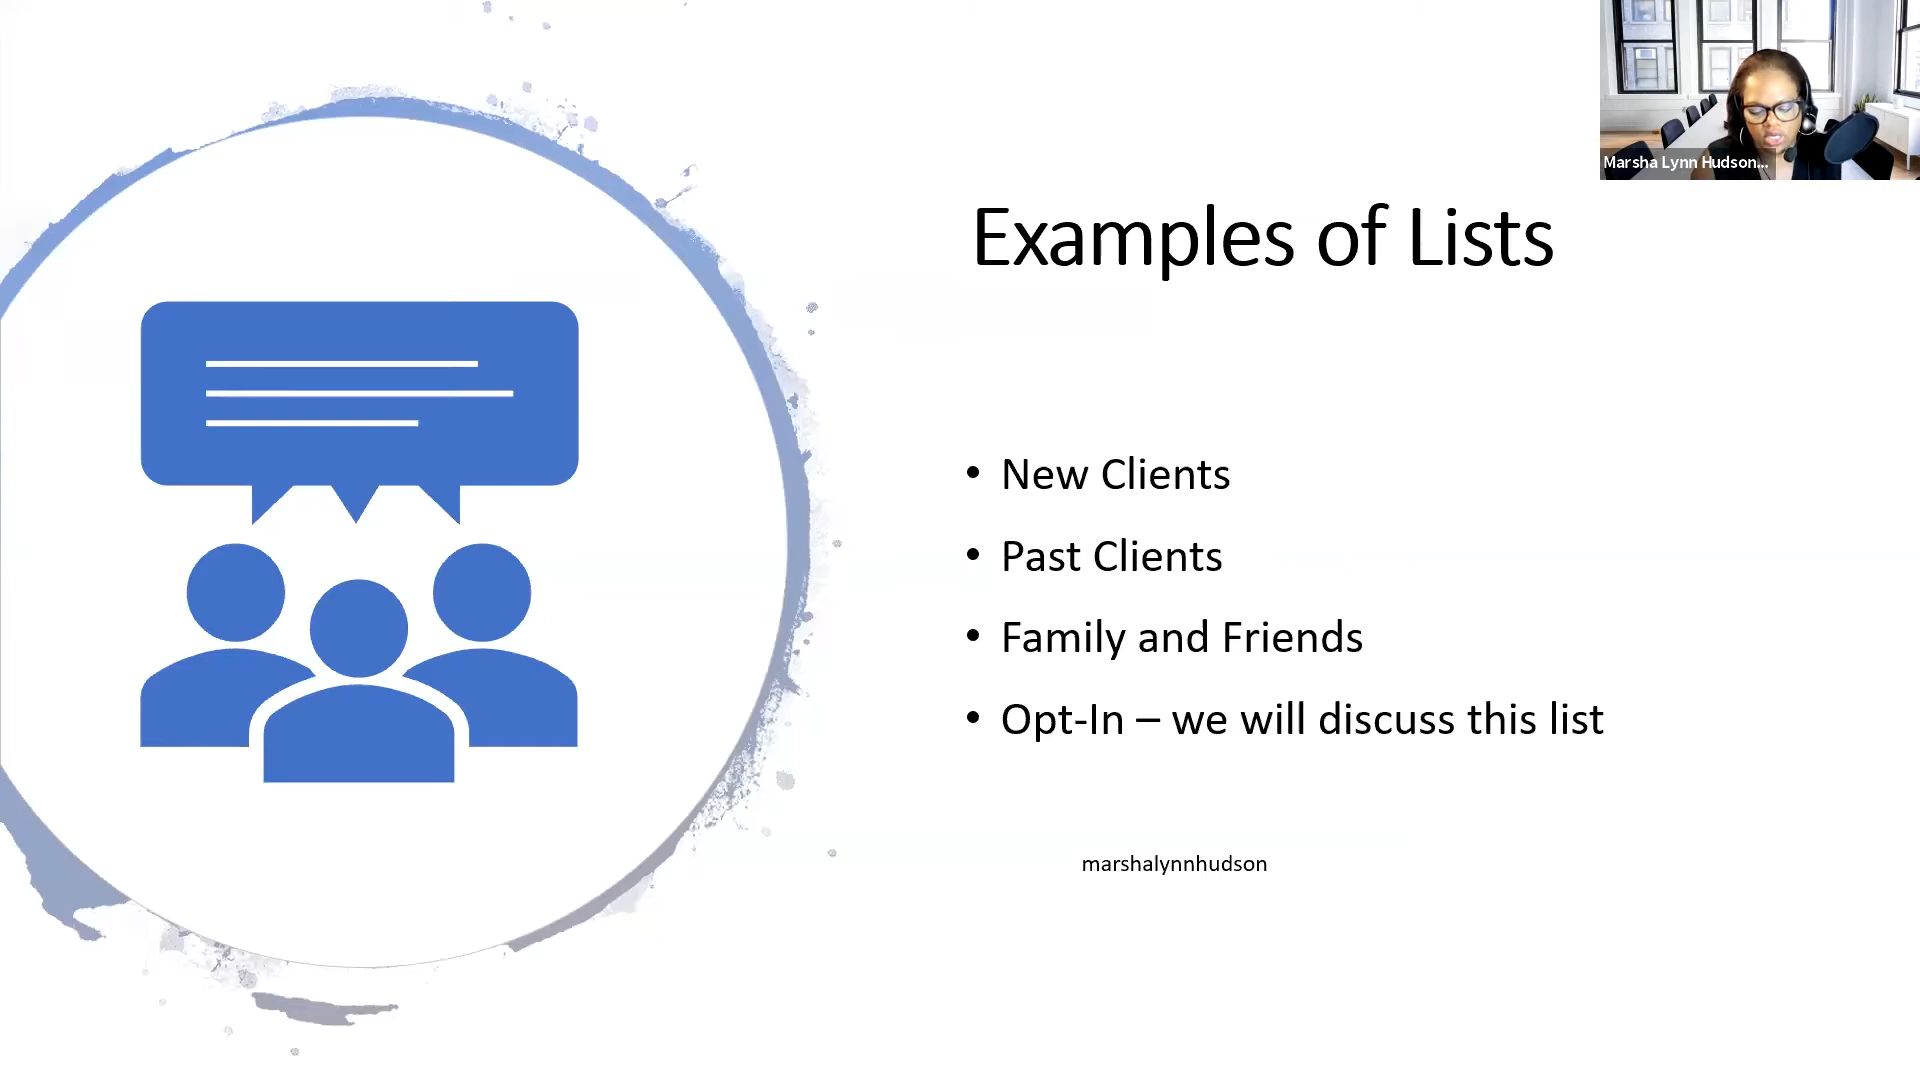 Marsha Lynn Hudson...
Examples of Lists
• New Clients
• Past Clients
• Family and Friends
• Opt-In – we will discuss this list
marshalynnhudson